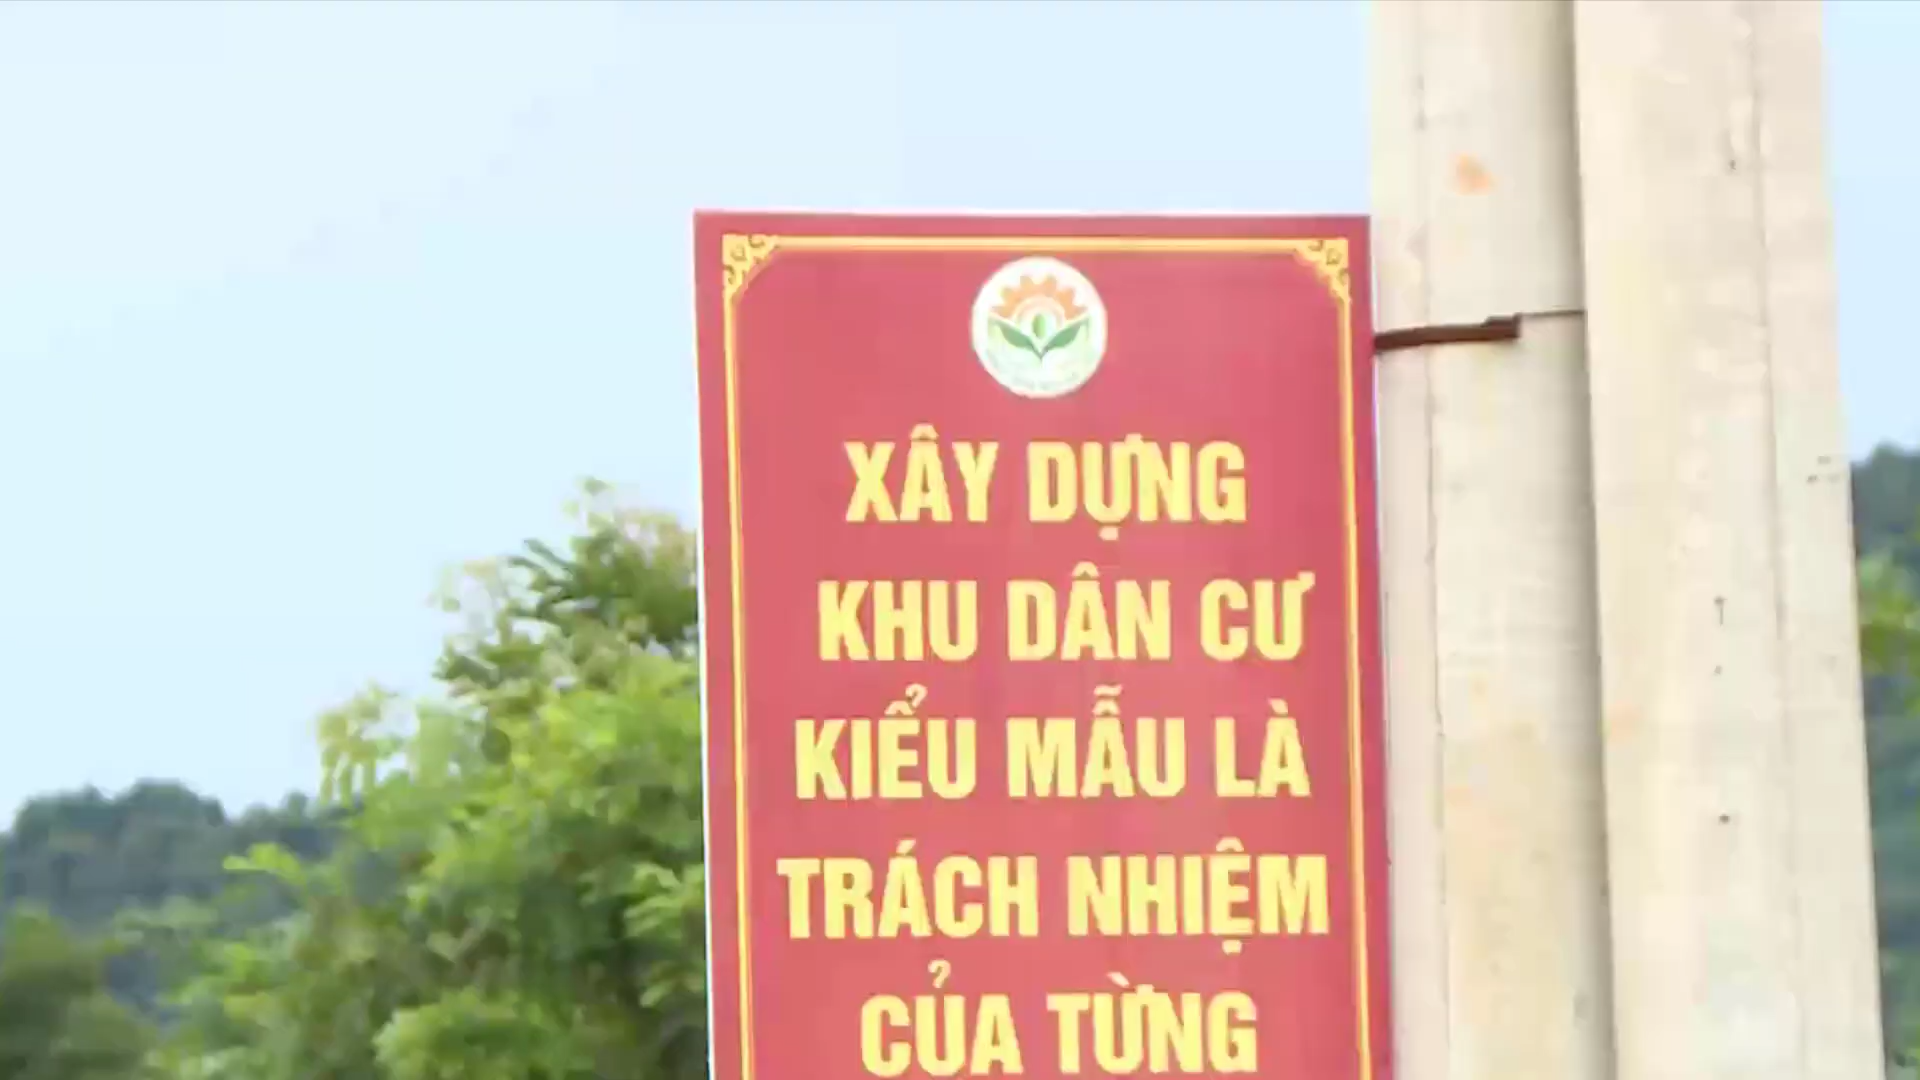 XÂY DỰNG
KHU DÂN CƯ
KIỂU MẪU LÀ
TRÁCH NHIỆM
CỦA TỪNG